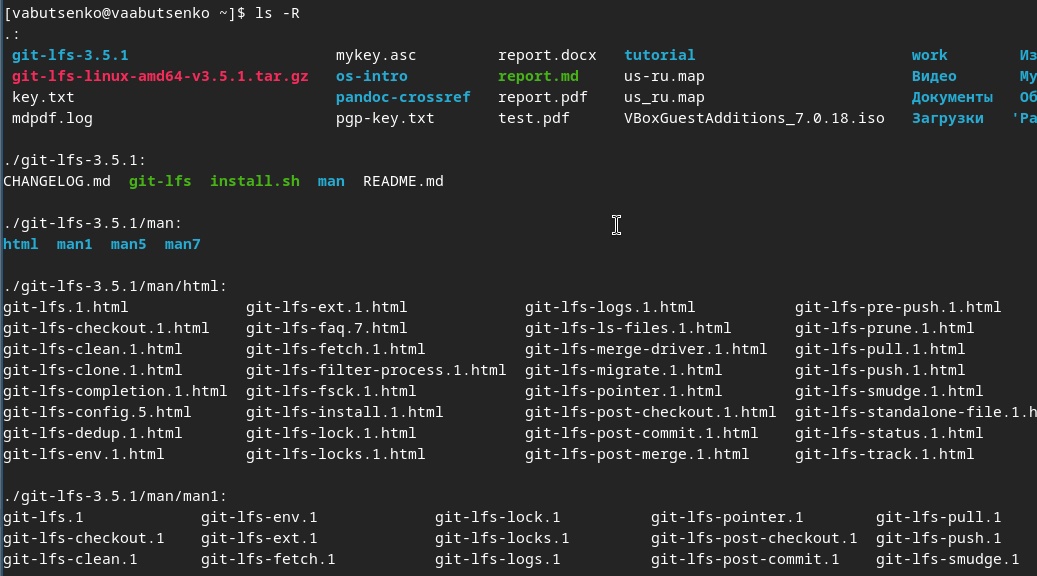 [vabutsenko@vaabutsenko ~]$ ls -R
.:
git-lfs-3.5.1 mykey.asc report.docx tutorial work Из
git-lfs-linux-amd64-v3.5.1.tar.gz os-intro report.md us-ru.map Видео Му
key.txt pandoc-crossref report.pdf us_ru.map Документы Об
mdpdf.log pgp-key.txt test.pdf VBoxGuestAdditions_7.0.18.iso Загрузки 'Ра
./git-lfs-3.5.1:
CHANGELOG.md git-lfs install.sh man README.md
./git-lfs-3.5.1/man:
html man1 man5 man7
./git-lfs-3.5.1/man/html:
git-lfs.1.html git-lfs-ext.1.html git-lfs-logs.1.html git-lfs-pre-push.1.html
git-lfs-checkout.1.html git-lfs-faq.7.html git-lfs-ls-files.1.html git-lfs-prune.1.html
git-lfs-clean.1.html git-lfs-fetch.1.html git-lfs-merge-driver.1.html git-lfs-pull.1.html
git-lfs-clone.1.html git-lfs-filter-process.1.html git-lfs-migrate.1.html git-lfs-push.1.html
git-lfs-completion.1.html git-lfs-fsck.1.html git-lfs-pointer.1.html git-lfs-smudge.1.html
git-lfs-config.5.html git-lfs-install.1.html git-lfs-post-checkout.1.html git-lfs-standalone-file.1.h
git-lfs-dedup.1.html git-lfs-lock.1.html git-lfs-post-commit.1.html git-lfs-status.1.html
git-lfs-env.1.html git-lfs-locks.1.html git-lfs-post-merge.1.html git-lfs-track.1.html
./git-lfs-3.5.1/man/man1:
git-lfs.1 git-lfs-env.1 git-lfs-lock.1 git-lfs-pointer.1 git-lfs-pull.1
git-lfs-checkout.1 git-lfs-ext.1 git-lfs-locks.1 git-lfs-post-checkout.1 git-lfs-push.1
git-lfs-clean.1 git-lfs-fetch.1 git-lfs-logs.1 git-lfs-post-commit.1 git-lfs-smudge.1